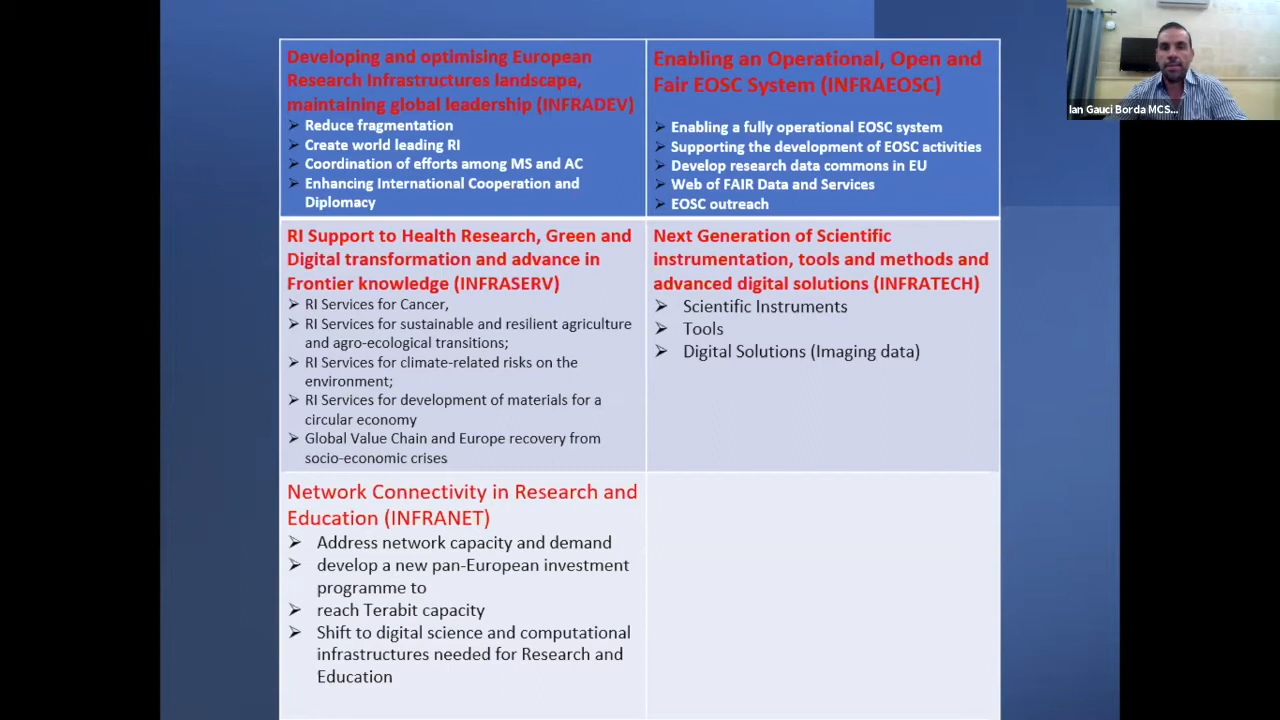 Developing and optimising European
Research Infrastructures landscape,
maintaining global leadership (INFRADEV)
Reduce fragmentation
Create world leading RI
Coordination of efforts among MS and AC
Enhancing International Cooperation and
Diplomacy
Enabling an Operational, Open and
Fair EOSC System (INFRAEOSC)
Enabling a fully operational EOSC system
Supporting the development of EOSC activities
Develop research data commons in EU
Web of FAIR Data and Services
EOSC outreach
RI Support to Health Research, Green and
Digital transformation and advance in
Frontier knowledge (INFRASERV)
RI Services for Cancer,
RI Services for sustainable and resilient agriculture
and agro-ecological transitions;
RI Services for climate-related risks on the
environment;
RI Services for development of materials for a
circular economy
Global Value Chain and Europe recovery from
socio-economic crises
Next Generation of Scientific
instrumentation, tools and methods and
advanced digital solutions (INFRATECH)
Scientific Instruments
Tools
Digital Solutions (Imaging data)
Network Connectivity in Research and
Education (INFRANET)
Address network capacity and demand
develop a new pan-European investment
programme to
reach Terabit capacity
Shift to digital science and computational
infrastructures needed for Research and
Education
Ian Gauci Borda MCS...